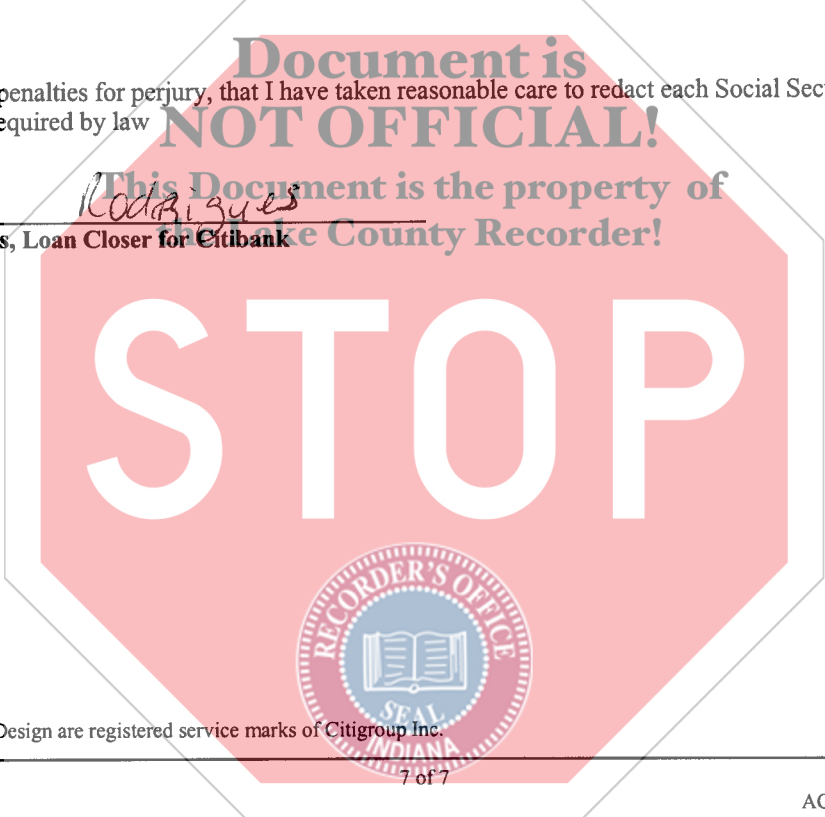 Document is
penalties for perjury, that I have taken reasonable care to redact each Social Sec
equired by law
NOT OFFICIAL!
This Document is the property of
Rodrigues
the Lake County Recorder!
s, Loan Closer for Citibank
STOP
RECORDER'S OFFICE
SEAL
INDIANA
Design are registered service marks of Citigroup Inc.
7 of 7
AC